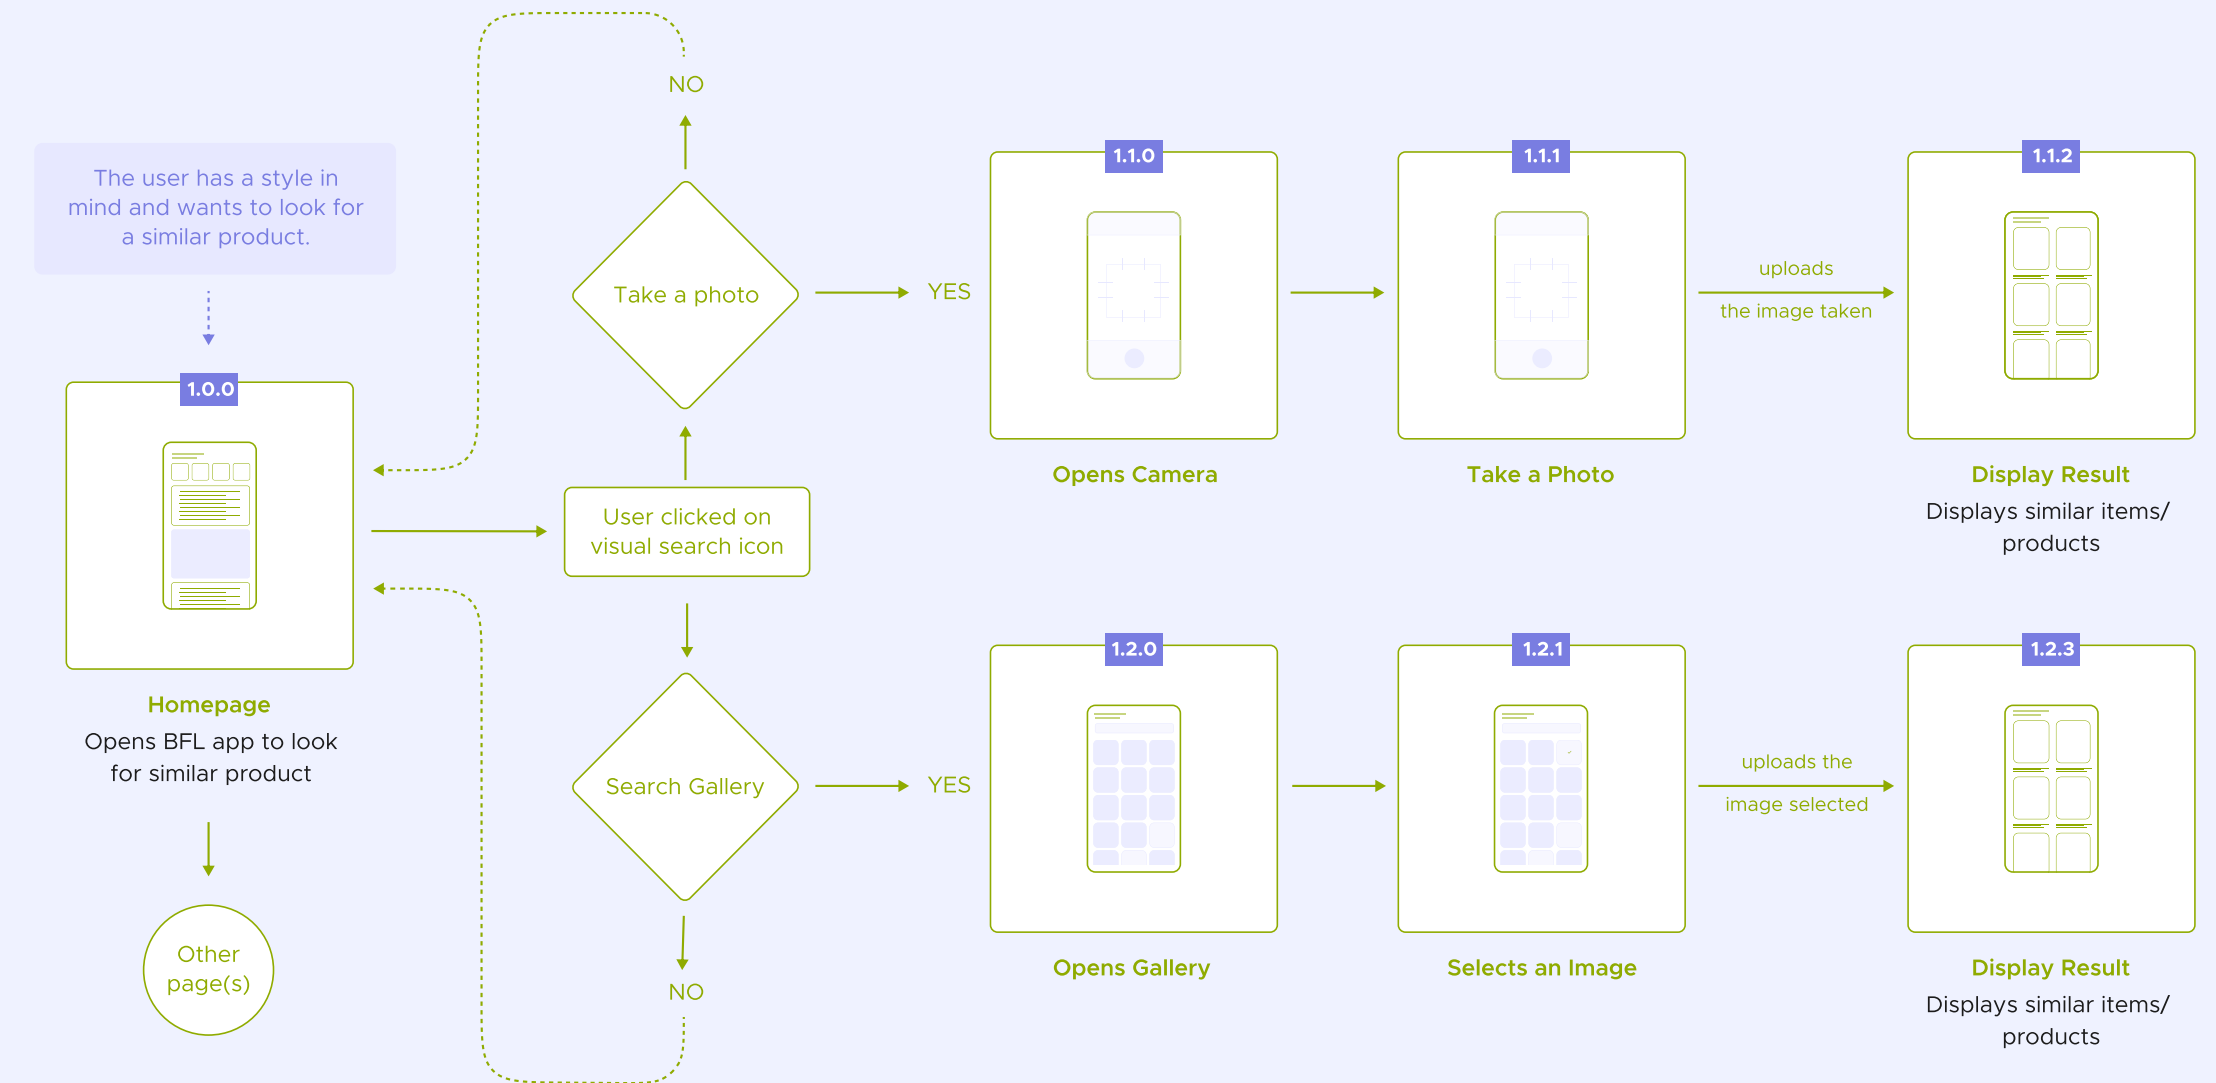 The user has a style in
mind and wants to look for
a similar product.
1.0.0
Homepage
Opens BFL app to look
for similar product
Other
page(s)
NO
Take a photo
YES
User clicked on
visual search icon
Search Gallery
YES
NO
1.1.0
Opens Camera
1.1.1
Take a Photo
uploads
the image taken
1.1.2
Display Result
Displays similar items/
products
1.2.0
Opens Gallery
1.2.1
Selects an Image
uploads the
image selected
1.2.3
Display Result
Displays similar items/
products